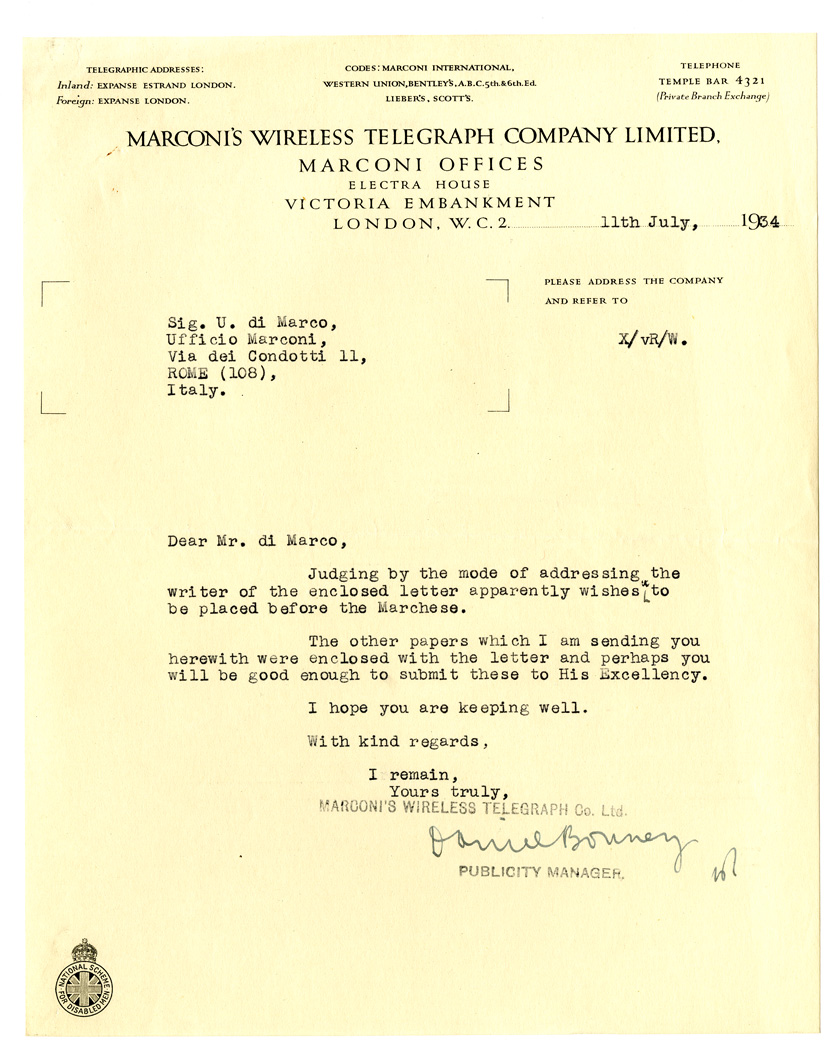 TELEGRAPHIC ADDRESSES:
Inland: EXPANSE ESTRAND LONDON.
Foreign: EXPANSE LONDON.
CODES: MARCONI INTERNATIONAL,
WESTERN UNION, BENTLEY'S, A.B.C. 5th. & 6th. Ed.
LIEBER'S, SCOTT'S.
TELEPHONE
TEMPLE BAR 4321
(Private Branch Exchange)
MARCONI'S WIRELESS TELEGRAPH COMPANY LIMITED,
MARCONI OFFICES
ELECTRA HOUSE
VICTORIA EMBANKMENT
LONDON, W.C. 2. 11th July, 1934
PLEASE ADDRESS THE COMPANY
AND REFER TO
X/vR/W.
Sig. U. di Marco,
Ufficio Marconi,
Via dei Condotti 11,
ROME (108),
Italy.
Dear Mr. di Marco,
Judging by the mode of addressing, the
writer of the enclosed letter apparently wishes to
be placed before the Marchese.
The other papers which I am sending you
herewith were enclosed with the letter and perhaps you
will be good enough to submit these to His Excellency.
I hope you are keeping well.
With kind regards,
I remain,
Yours truly,
MARCONI'S WIRELESS TELEGRAPH Co. Ltd.
Daniel Bonney
PUBLICITY MANAGER.
NATIONAL SCHEME
FOR DISABLED MEN